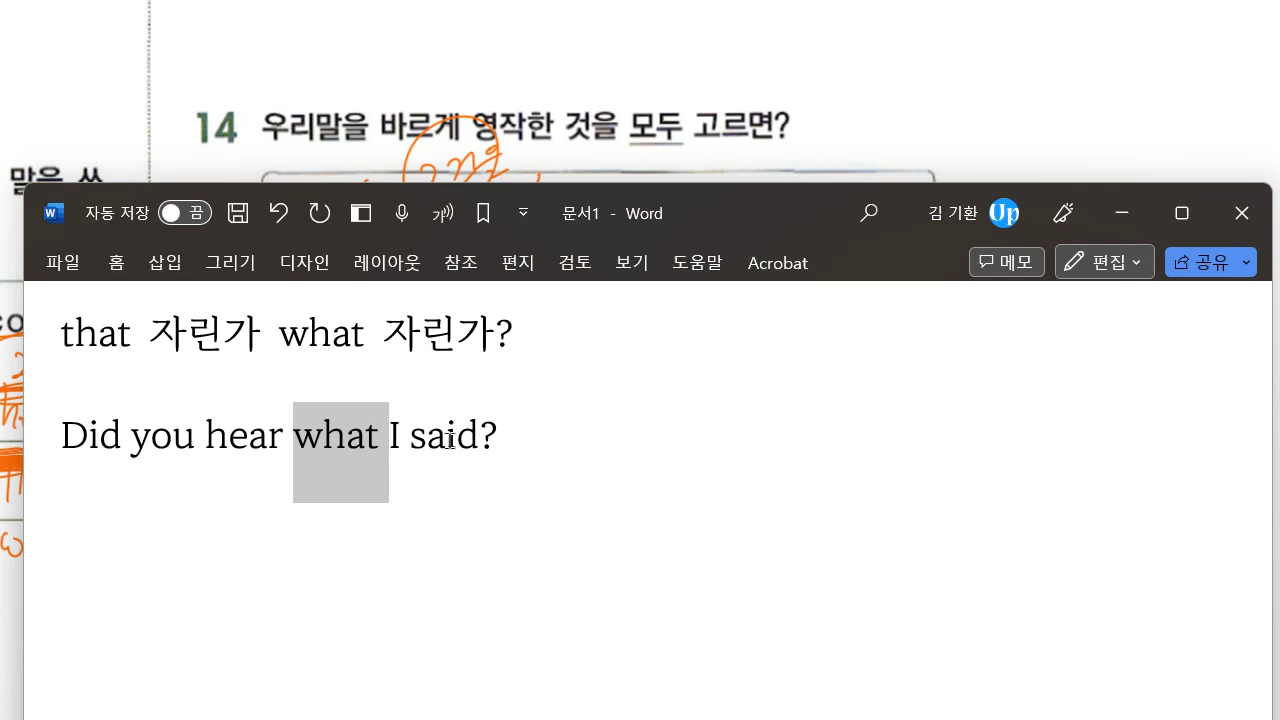 14 우리말을 바르게 영작한 것을 모두 고르면?
말을 쓰
자동 저장 끔 문서1 - Word 김 기환 Up
파일 홈 삽입 그리기 디자인 레이아웃 참조 편지 검토 보기 도움말 Acrobat 메모 편집 공유
that 자린가 what 자린가?
Did you hear what I said?